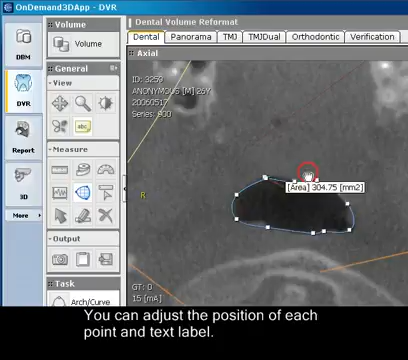 OnDemand3DApp - DVR
Volume
Dental Volume Reformat
DBM
Volume
Dental
Panorama
TMJ
TMJDual
Orthodontic
Verification
General
Axial
View
ID: 3259
ANONYMOUS [M] 26Y
20060517
Series: 900
DVR
abc
Report
Measure
[Area] 304.75 [mm2]
R
3D
More
Output
GT: 0
15 [mA]
Task
Arch/Curve
You can adjust the position of each
point and text label.